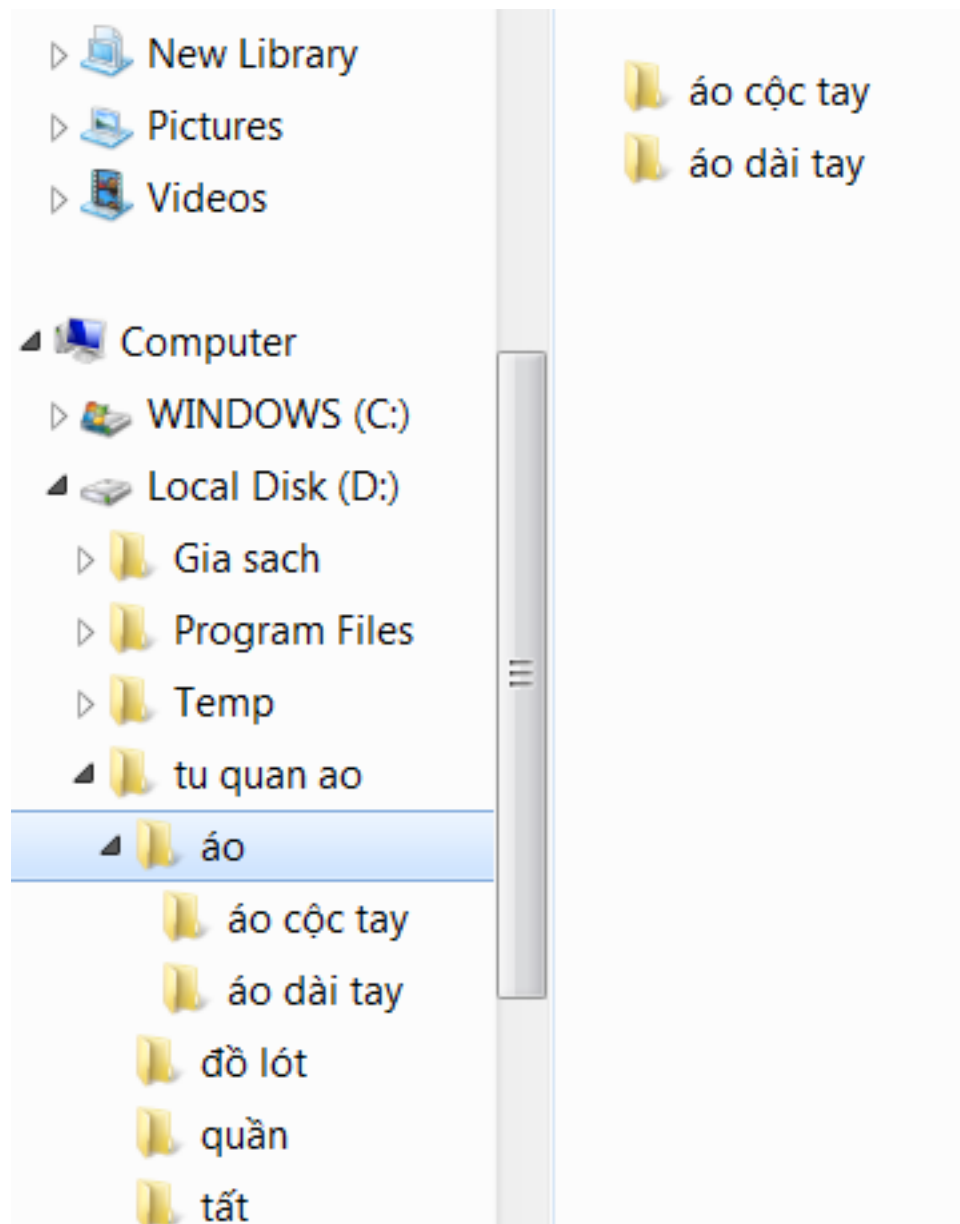 New Library
Pictures
Videos
Computer
WINDOWS (C:)
Local Disk (D:)
Gia sach
Program Files
Temp
tu quan ao
áo
áo cộc tay
áo dài tay
đồ lót
quần
tất
áo cộc tay
áo dài tay